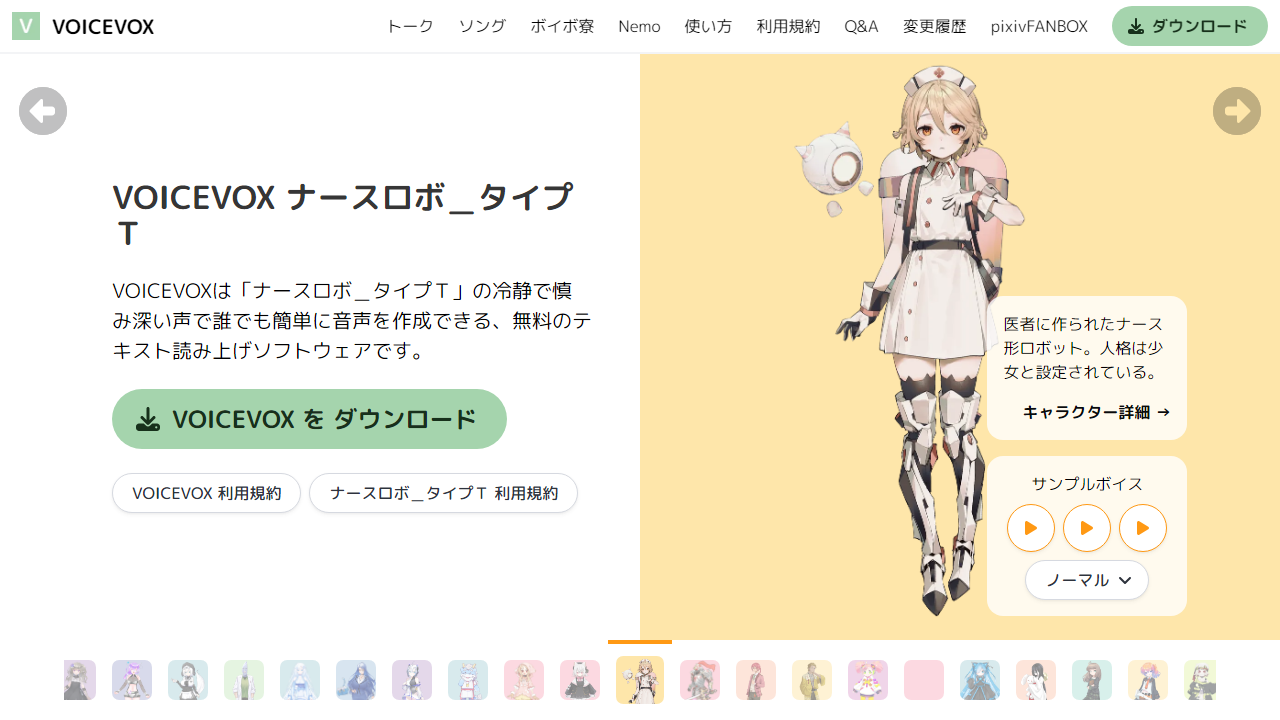 V VOICEVOX トーク ソング ボイボ寮 Nemo 使い方 利用規約 Q&A 変更履歴 pixivFANBOX ダウンロード
VOICEVOX ナースロボ＿タイプ
Ｔ
VOICEVOXは「ナースロボ＿タイプＴ」の冷静で慎
み深い声で誰でも簡単に音声を作成できる、無料のテ
キスト読み上げソフトウェアです。
VOICEVOX を ダウンロード
VOICEVOX 利用規約 ナースロボ＿タイプＴ 利用規約
医者に作られたナース
形ロボット。人格は少
女と設定されている。
キャラクター詳細 →
サンプルボイス
ノーマル